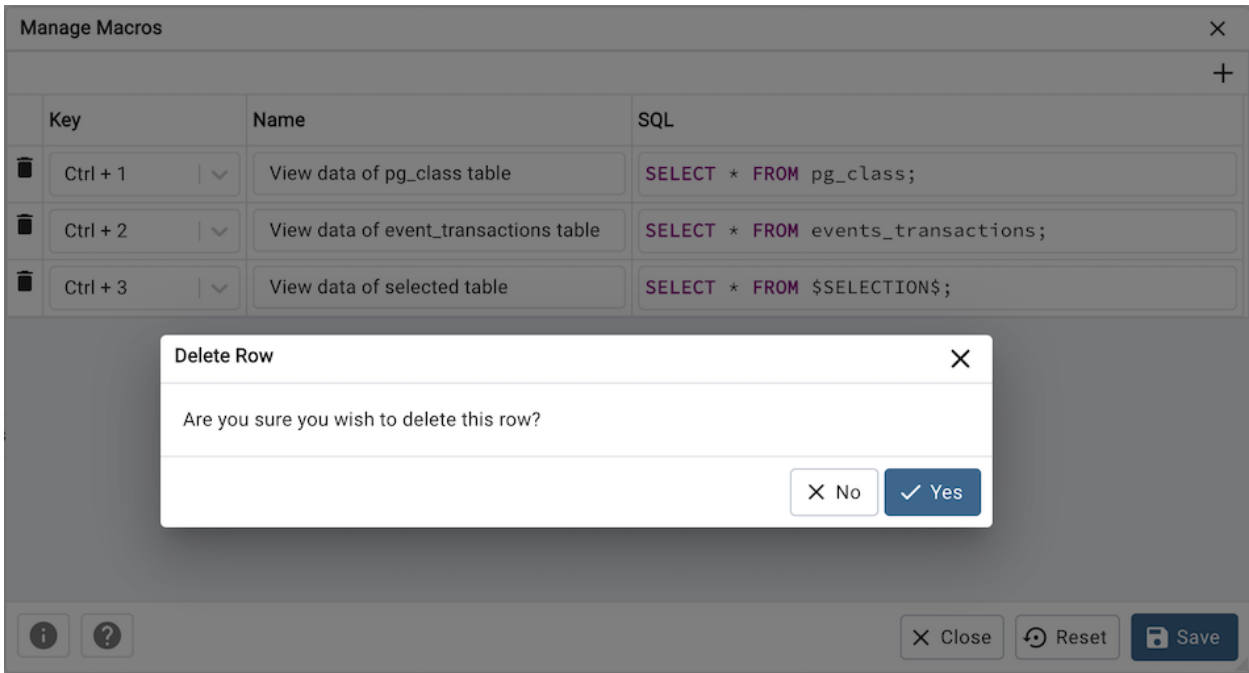 Manage Macros
Key Name SQL
Ctrl + 1 View data of pg_class table SELECT * FROM pg_class;
Ctrl + 2 View data of event_transactions table SELECT * FROM events_transactions;
Ctrl + 3 View data of selected table SELECT * FROM $SELECTION$;
Delete Row
Are you sure you wish to delete this row?
No Yes
Close Reset Save